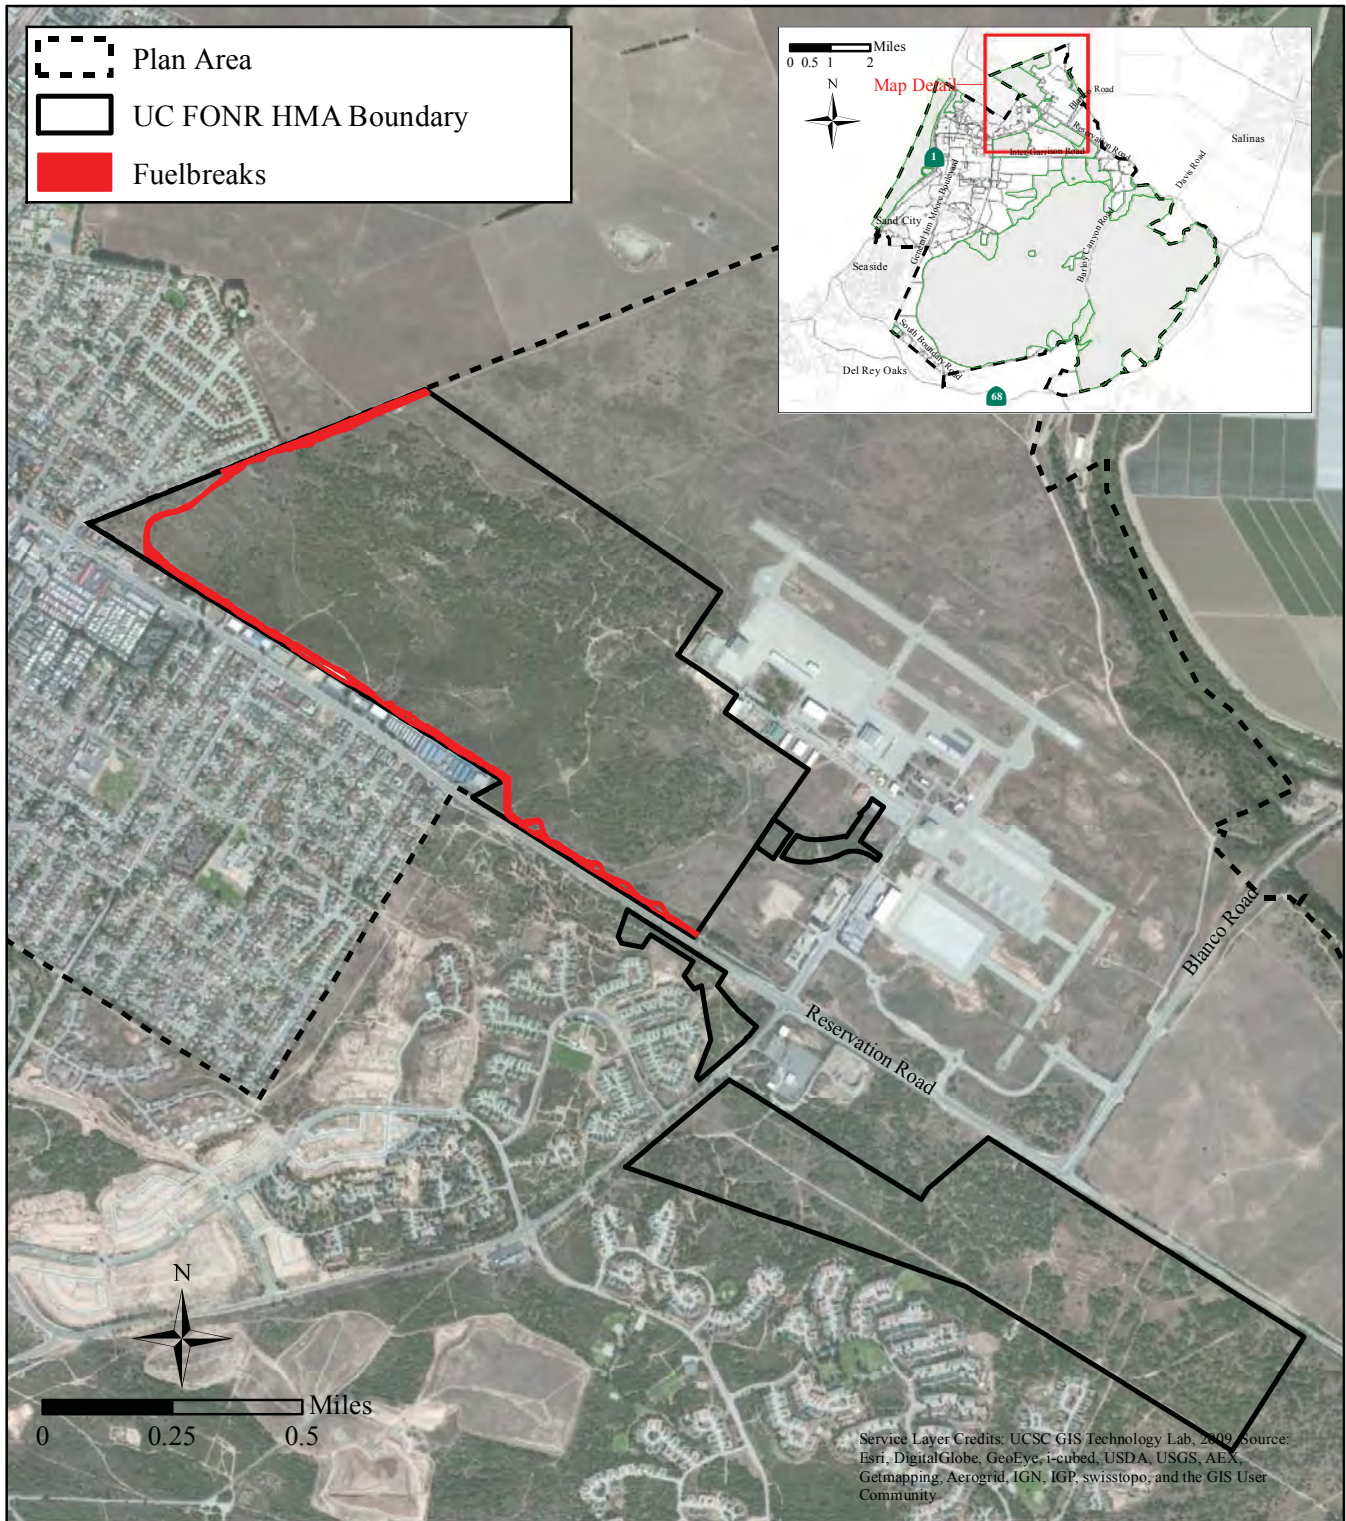 Plan Area
UC FONR HMA Boundary
Fuelbreaks
Miles
0 0.5 1 2
N
Map Detail
Blanco Road
Reservation Road
Inter Garrison Road
Salinas
Davis Road
1
General Jim Moore Boulevard
Sand City
Seaside
Barloy Canyon Road
South Boundary Road
Del Rey Oaks
68
Blanco Road
Reservation Road
N
Miles
0 0.25 0.5
Service Layer Credits: UCSC GIS Technology Lab, 2009, Source:
Esri, DigitalGlobe, GeoEye, i-cubed, USDA, USGS, AEX,
Getmapping, Aerogrid, IGN, IGP, swisstopo, and the GIS User
Community